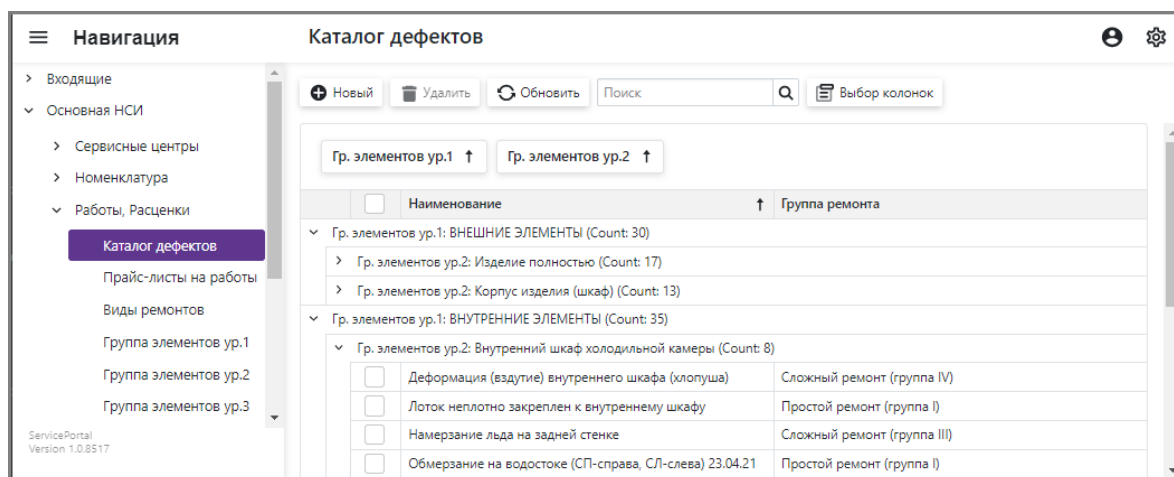 Навигация
Каталог дефектов
Входящие
Основная НСИ
Сервисные центры
Номенклатура
Работы, Расценки
Каталог дефектов
Прайс-листы на работы
Виды ремонтов
Группа элементов ур.1
Группа элементов ур.2
Группа элементов ур.3
ServicePortal
Version 1.0.8517
Новый Удалить Обновить Поиск Выбор колонок
Гр. элементов ур.1 ↑ Гр. элементов ур.2 ↑
Наименование ↑ Группа ремонта
Гр. элементов ур.1: ВНЕШНИЕ ЭЛЕМЕНТЫ (Count: 30)
Гр. элементов ур.2: Изделие полностью (Count: 17)
Гр. элементов ур.2: Корпус изделия (шкаф) (Count: 13)
Гр. элементов ур.1: ВНУТРЕННИЕ ЭЛЕМЕНТЫ (Count: 35)
Гр. элементов ур.2: Внутренний шкаф холодильной камеры (Count: 8)
Деформация (вздутие) внутреннего шкафа (хлопуша) Сложный ремонт (группа IV)
Лоток неплотно закреплен к внутреннему шкафу Простой ремонт (группа I)
Намерзание льда на задней стенке Сложный ремонт (группа III)
Обмерзание на водостоке (СП-справа, СЛ-слева) 23.04.21 Простой ремонт (группа I)